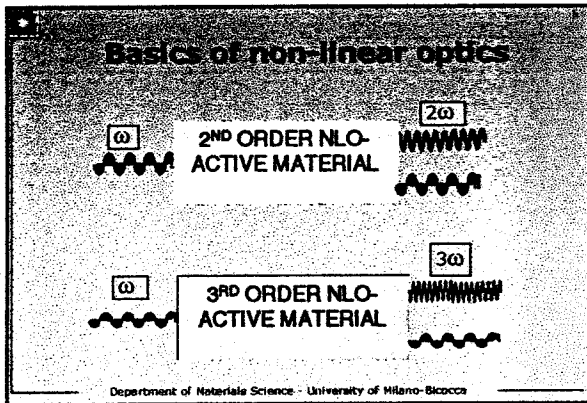 Basics of non-linear optics
ω
2ND ORDER NLO-
ACTIVE MATERIAL
2ω
ω
3RD ORDER NLO-
ACTIVE MATERIAL
3ω
Department of Materials Science - University of Milano-Bicocca